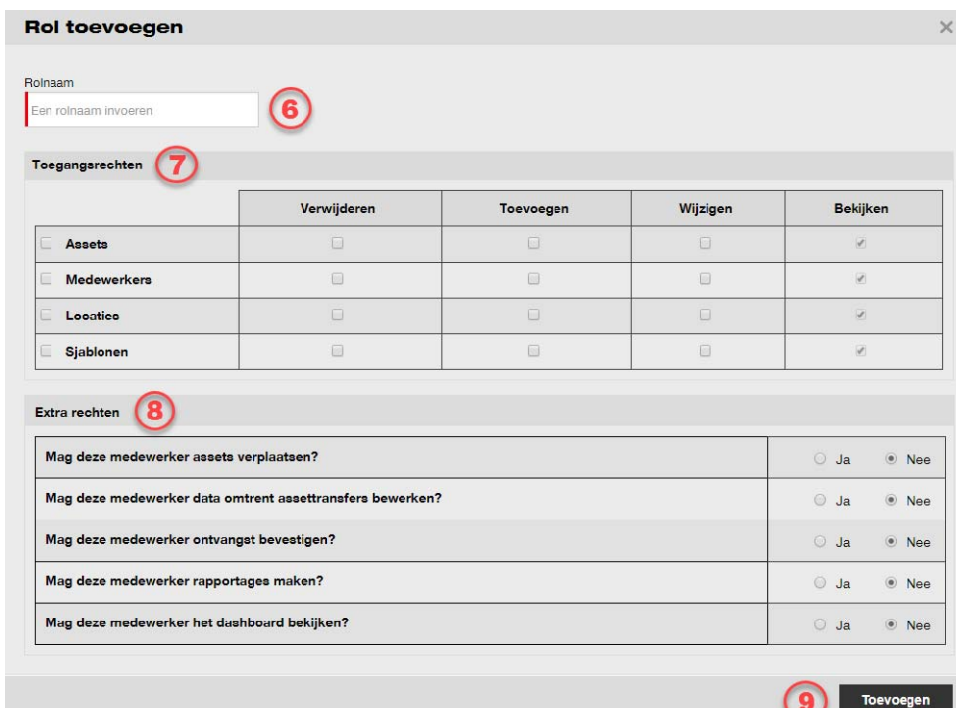 Rol toevoegen
Rolnaam
Een rolnaam invoeren
6
Toegangsrechten 7
Verwijderen Toevoegen Wijzigen Bekijken
Assets
Medewerkers
Locaties
Sjablonen
Extra rechten 8
Mag deze medewerker assets verplaatsen? Ja Nee
Mag deze medewerker data omtrent assettransfers bewerken? Ja Nee
Mag deze medewerker ontvangst bevestigen? Ja Nee
Mag deze medewerker rapportages maken? Ja Nee
Mag deze medewerker het dashboard bekijken? Ja Nee
9 Toevoegen